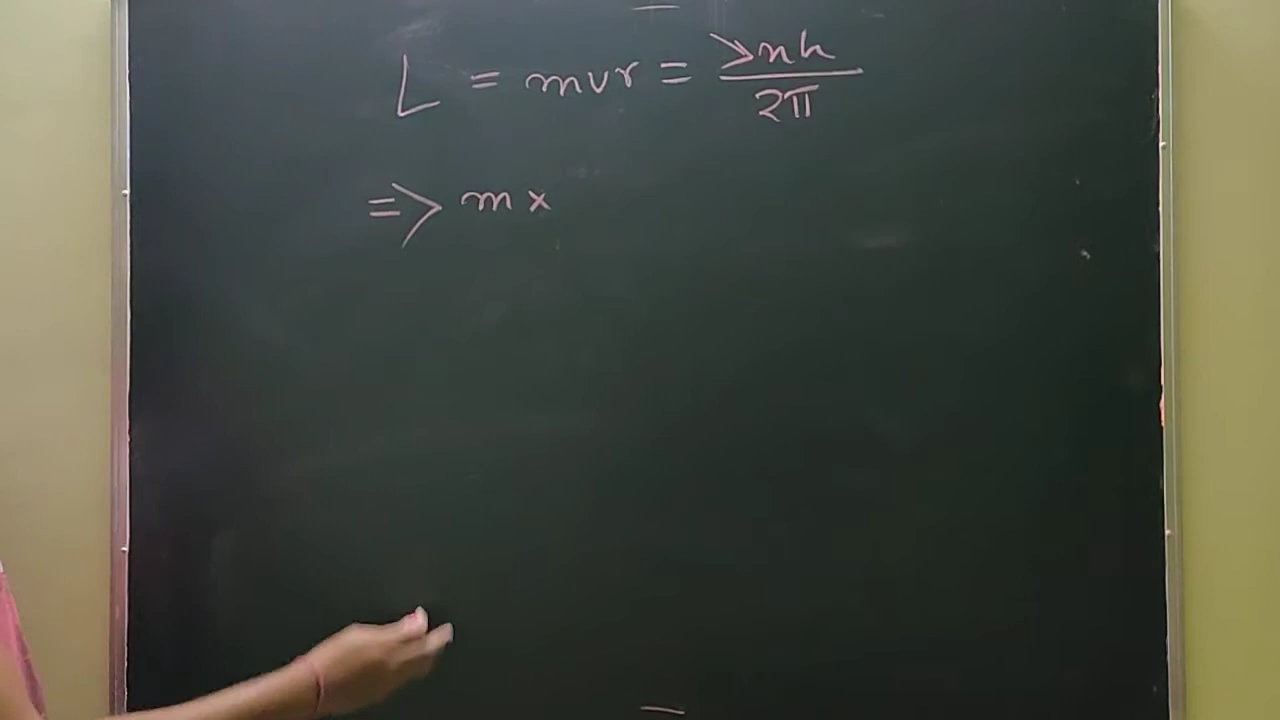 L = mvr = nh / 2π
=> m x